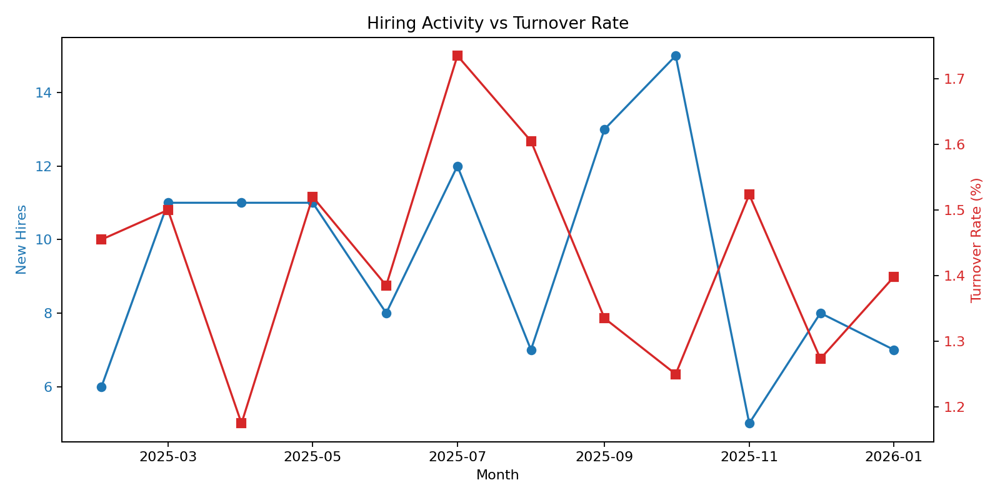 Hiring Activity vs Turnover Rate
New Hires
14
12
10
8
6
1.7
1.6
1.5
1.4
1.3
1.2
Turnover Rate (%)
2025-03 2025-05 2025-07 2025-09 2025-11 2026-01
Month